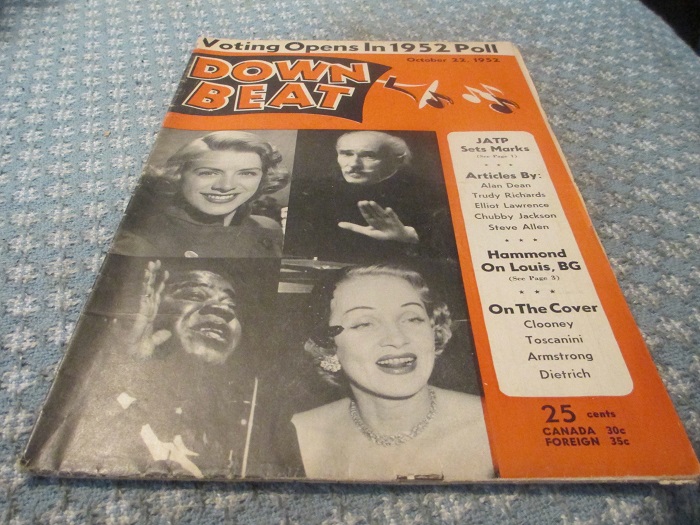 Voting Opens In 1952 Poll
October 22, 1952
DOWN
BEAT
JATP
Sets Marks
(See Page 1)
* * *
Articles By:
Alan Dean
Trudy Richards
Elliot Lawrence
Chubby Jackson
Steve Allen
* * *
Hammond
On Louis, BG
(See Page 3)
* * *
On The Cover
Clooney
Toscanini
Armstrong
Dietrich
25 cents
CANADA 30c
FOREIGN 35c